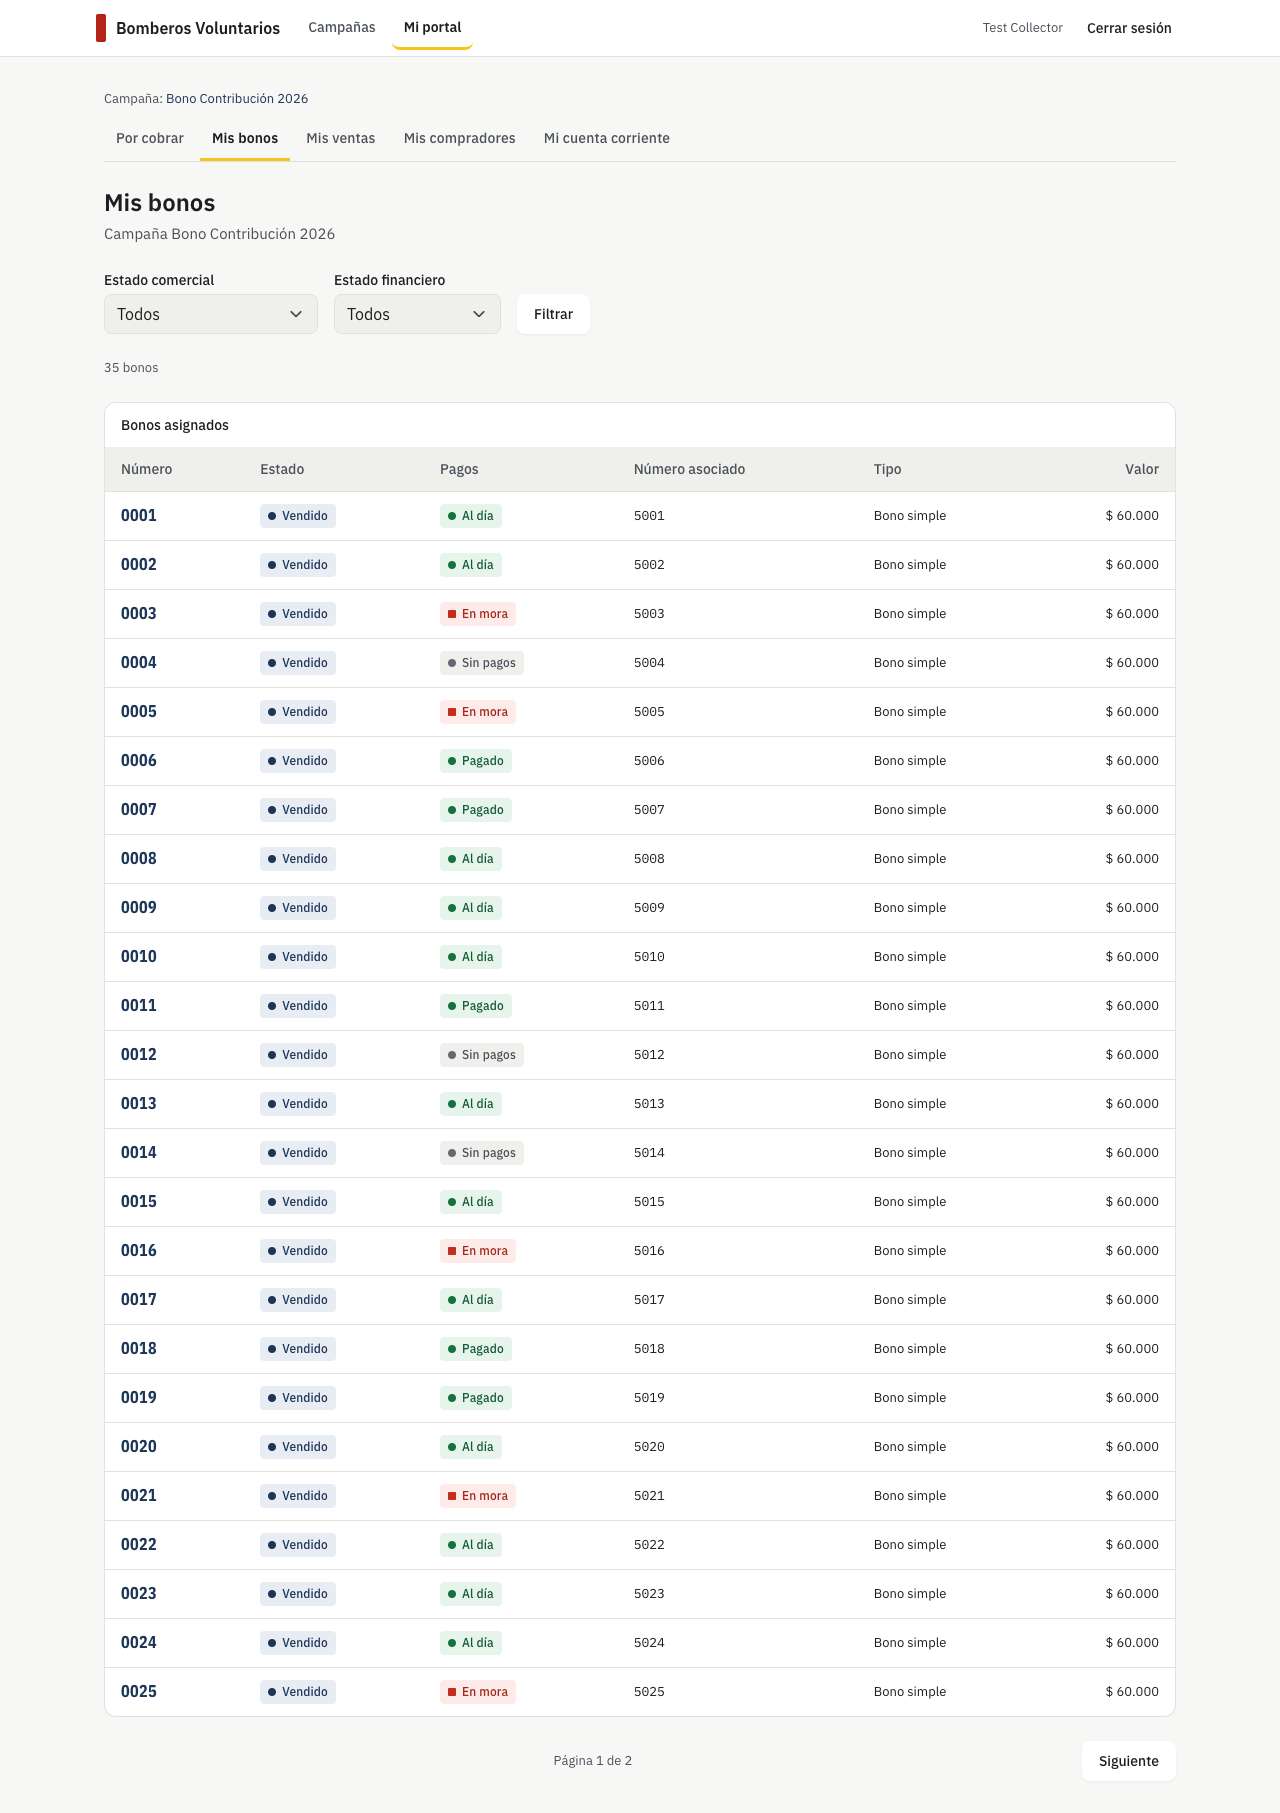 Bomberos Voluntarios Campañas Mi portal Test Collector Cerrar sesión
Campaña: Bono Contribución 2026
Por cobrar Mis bonos Mis ventas Mis compradores Mi cuenta corriente
Mis bonos
Campaña Bono Contribución 2026
Estado comercial Estado financiero
Todos Todos Filtrar
35 bonos
Bonos asignados
Número Estado Pagos Número asociado Tipo Valor
0001 Vendido Al día 5001 Bono simple $ 60.000
0002 Vendido Al día 5002 Bono simple $ 60.000
0003 Vendido En mora 5003 Bono simple $ 60.000
0004 Vendido Sin pagos 5004 Bono simple $ 60.000
0005 Vendido En mora 5005 Bono simple $ 60.000
0006 Vendido Pagado 5006 Bono simple $ 60.000
0007 Vendido Pagado 5007 Bono simple $ 60.000
0008 Vendido Al día 5008 Bono simple $ 60.000
0009 Vendido Al día 5009 Bono simple $ 60.000
0010 Vendido Al día 5010 Bono simple $ 60.000
0011 Vendido Pagado 5011 Bono simple $ 60.000
0012 Vendido Sin pagos 5012 Bono simple $ 60.000
0013 Vendido Al día 5013 Bono simple $ 60.000
0014 Vendido Sin pagos 5014 Bono simple $ 60.000
0015 Vendido Al día 5015 Bono simple $ 60.000
0016 Vendido En mora 5016 Bono simple $ 60.000
0017 Vendido Al día 5017 Bono simple $ 60.000
0018 Vendido Pagado 5018 Bono simple $ 60.000
0019 Vendido Pagado 5019 Bono simple $ 60.000
0020 Vendido Al día 5020 Bono simple $ 60.000
0021 Vendido En mora 5021 Bono simple $ 60.000
0022 Vendido Al día 5022 Bono simple $ 60.000
0023 Vendido Al día 5023 Bono simple $ 60.000
0024 Vendido Al día 5024 Bono simple $ 60.000
0025 Vendido En mora 5025 Bono simple $ 60.000
Página 1 de 2 Siguiente